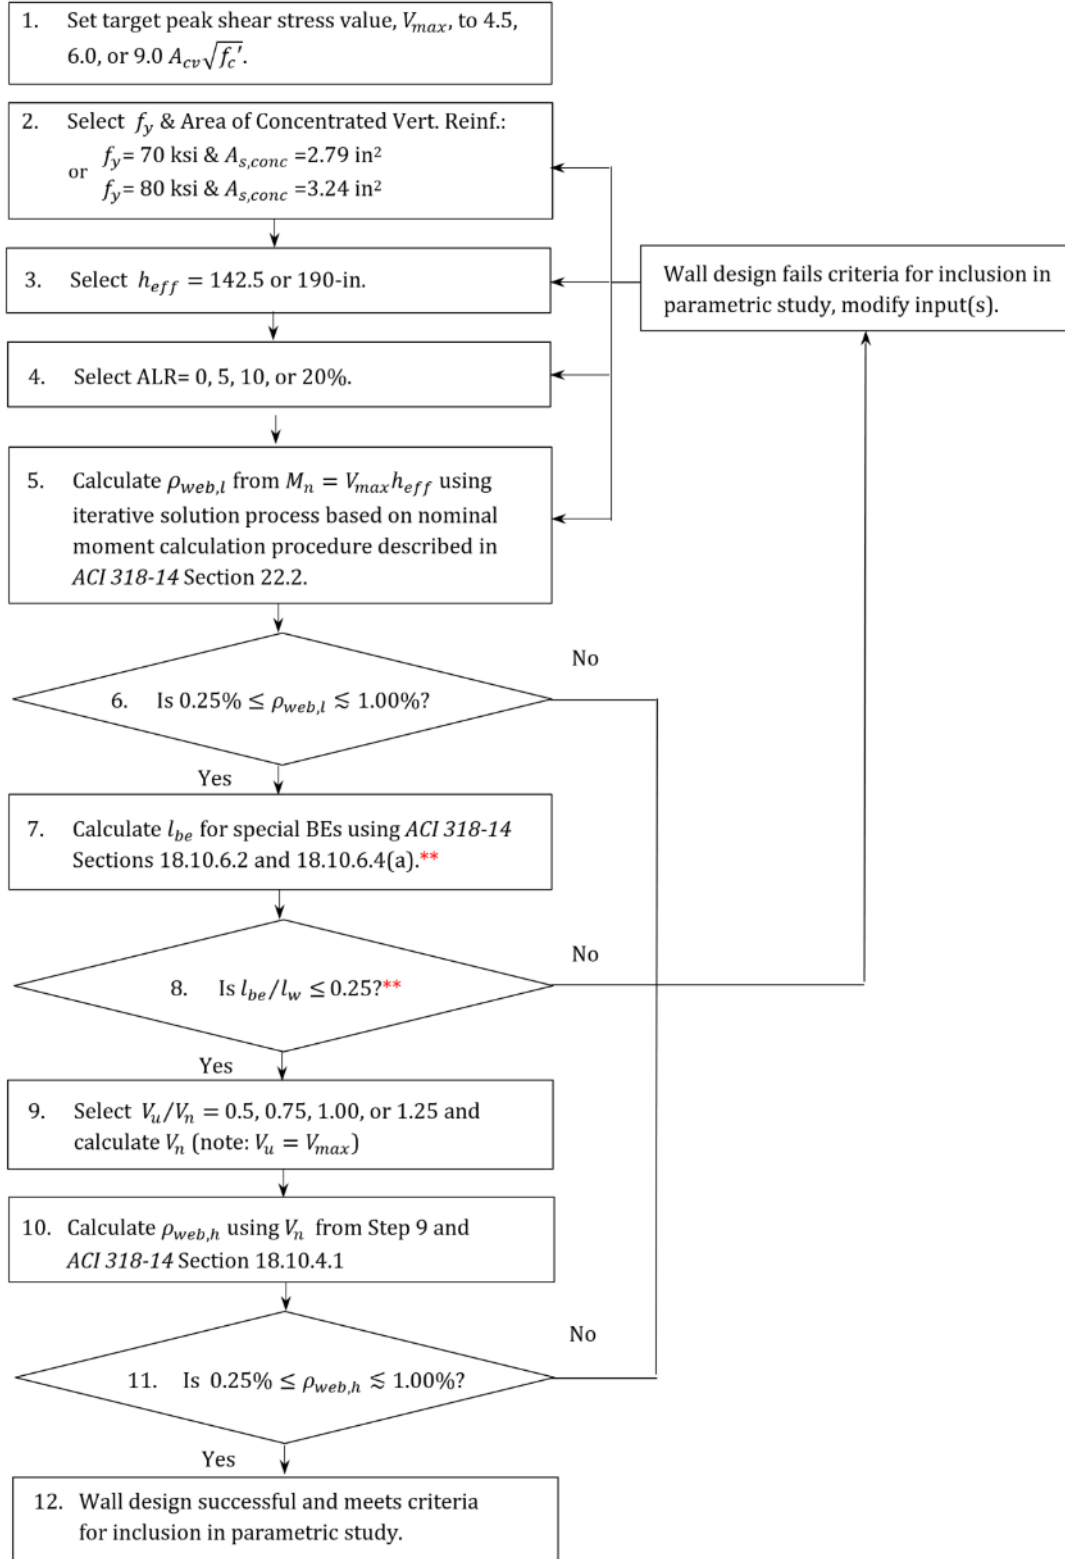 1. Set target peak shear stress value, V_max, to 4.5,
6.0, or 9.0 A_cv√f_c′.
2. Select f_y & Area of Concentrated Vert. Reinf.:
f_y= 70 ksi & A_s,conc =2.79 in²
or
f_y= 80 ksi & A_s,conc =3.24 in²
3. Select h_eff = 142.5 or 190-in.
Wall design fails criteria for inclusion in
parametric study, modify input(s).
4. Select ALR= 0, 5, 10, or 20%.
5. Calculate ρ_web,l from M_n = V_max h_eff using
iterative solution process based on nominal
moment calculation procedure described in
ACI 318-14 Section 22.2.
No
6. Is 0.25% ≤ ρ_web,l ≲ 1.00%?
Yes
7. Calculate l_be for special BEs using ACI 318-14
Sections 18.10.6.2 and 18.10.6.4(a).**
No
8. Is l_be/l_w ≤ 0.25?**
Yes
9. Select V_u/V_n = 0.5, 0.75, 1.00, or 1.25 and
calculate V_n (note: V_u = V_max)
10. Calculate ρ_web,h using V_n from Step 9 and
ACI 318-14 Section 18.10.4.1
No
11. Is 0.25% ≤ ρ_web,h ≲ 1.00%?
Yes
12. Wall design successful and meets criteria
for inclusion in parametric study.